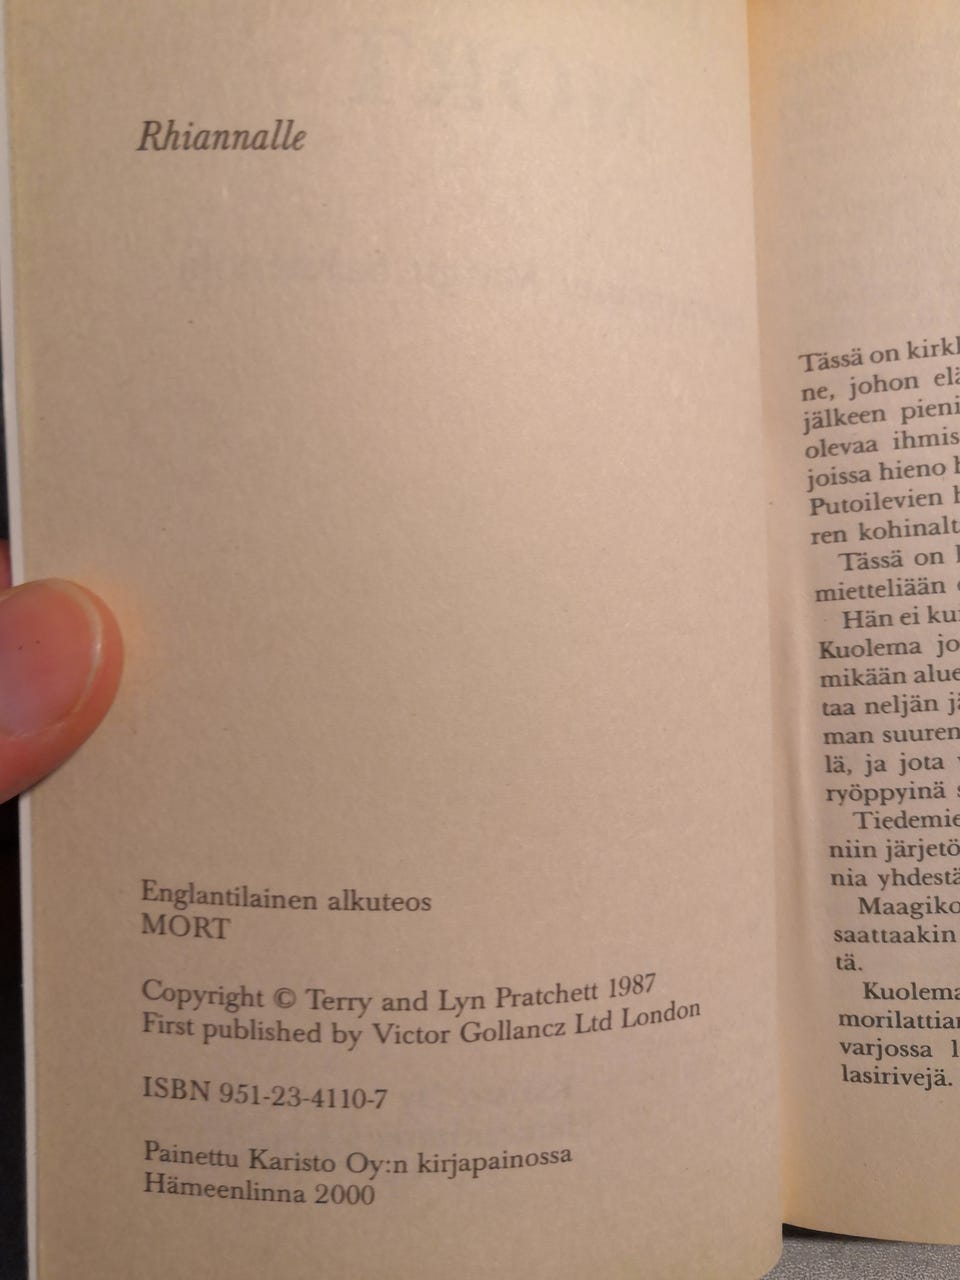 Rhiannalle
Englantilainen alkuteos
MORT
Copyright © Terry and Lyn Pratchett 1987
First published by Victor Gollancz Ltd London
ISBN 951-23-4110-7
Painettu Karisto Oy:n kirjapainossa
Hämeenlinna 2000
Tässä on
ne, johon
jälkeen pieni
olevaa
joissa hieno
Putoilevien
ren
Tässä on
mietteliään
Hän ei
Kuolema
mikään
taa neljän
man suuren
lä, ja jota
ryöppyinä
niin
nia
saattaakin
tä.
Kuolema
varjossa
lasirivejä.